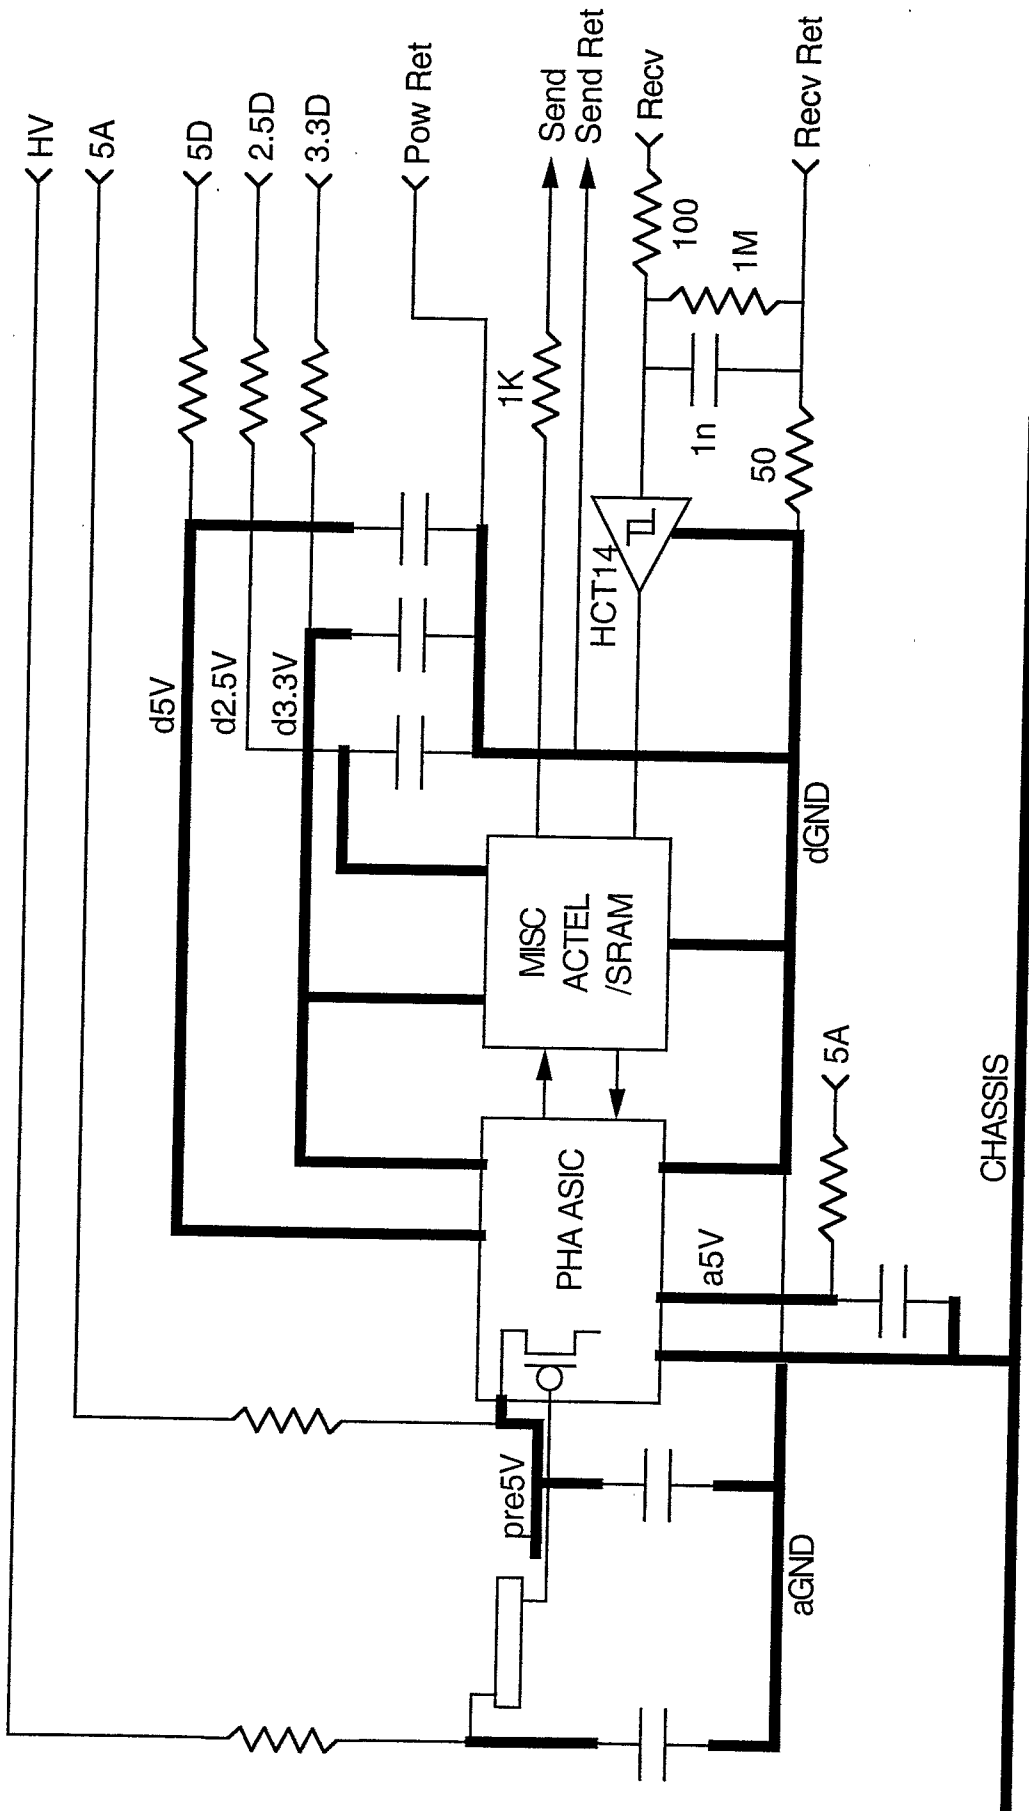 HV
5A
5D
2.5D
3.3D
Pow Ret
Send
Send Ret
Recv
Recv Ret
100
1M
1K
1n
50
HCT14
d5V
d2.5V
d3.3V
dGND
MISC
ACTEL
/SRAM
5A
CHASSIS
PHA ASIC
a5V
pre5V
aGND